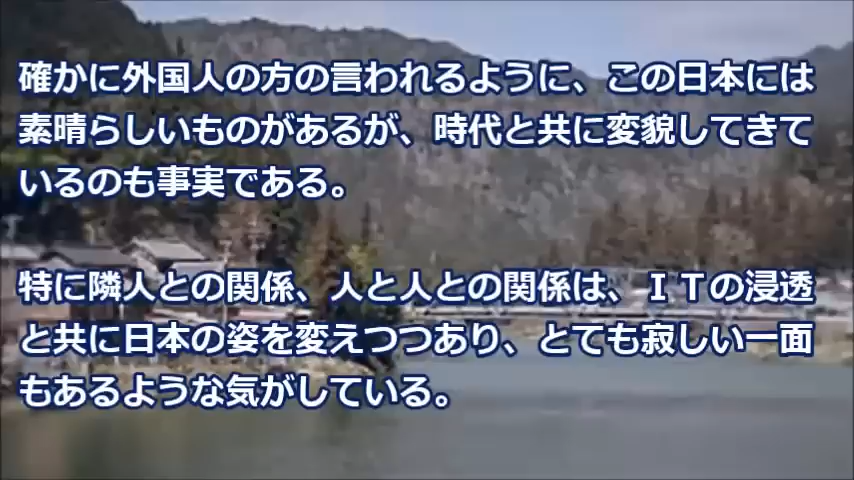 確かに外国人の方の言われるように、この日本には
素晴らしいものがあるが、時代と共に変貌してきて
いるのも事実である。
特に隣人との関係、人と人との関係は、ＩＴの浸透
と共に日本の姿を変えつつあり、とても寂しい一面
もあるような気がしている。